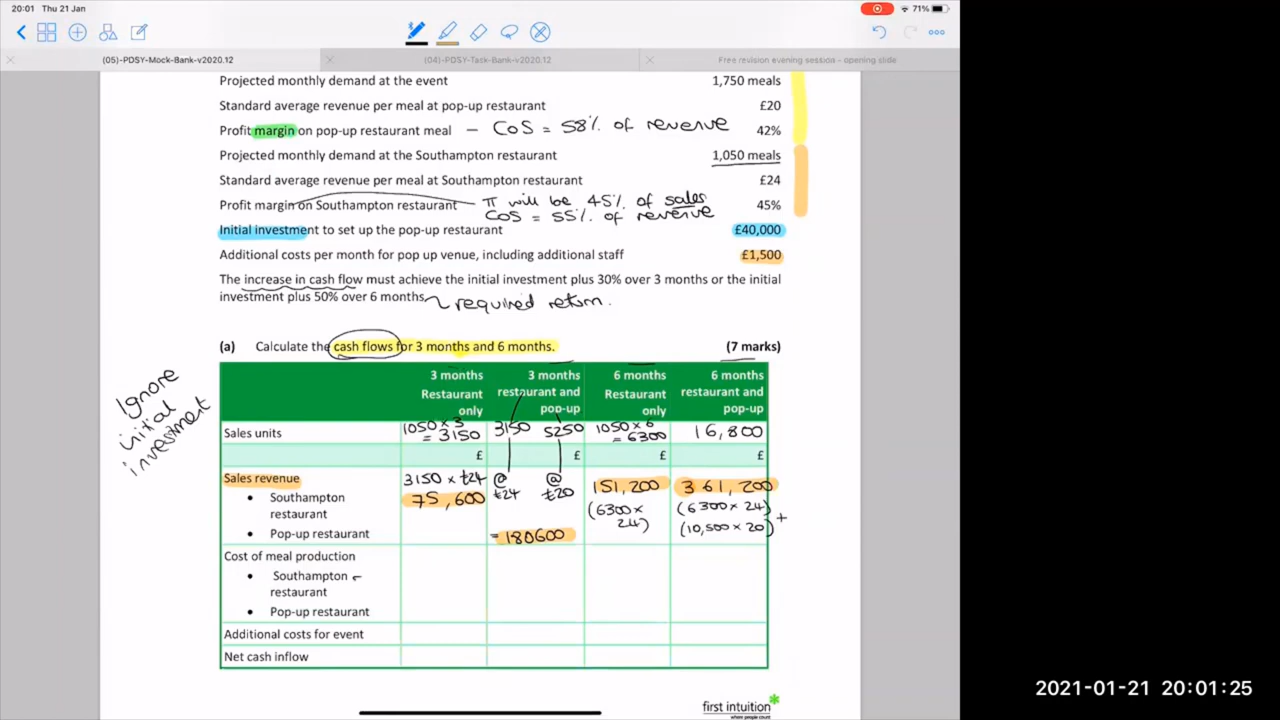 20:01 Thu 21 Jan
71%
(05)-PDSY-Mock-Bank-v2020.12
(04)-PDSY-Task-Bank-v2020.12
Free revision evening session - opening slide
Projected monthly demand at the event 1,750 meals
Standard average revenue per meal at pop-up restaurant £20
Profit margin on pop-up restaurant meal – CoS = 58% of revenue 42%
Projected monthly demand at the Southampton restaurant 1,050 meals
Standard average revenue per meal at Southampton restaurant £24
π will be 45% of sales
Profit margin on Southampton restaurant 45%
CoS = 55% of revenue
Initial investment to set up the pop-up restaurant £40,000
Additional costs per month for pop up venue, including additional staff £1,500
The increase in cash flow must achieve the initial investment plus 30% over 3 months or the initial
investment plus 50% over 6 months. required return.
(a) Calculate the cash flows for 3 months and 6 months. (7 marks)
Ignore
initial
investment
3 months 3 months 6 months 6 months
Restaurant restaurant and Restaurant restaurant and
only pop-up only pop-up
Sales units 1050 x 3 = 3150 3150 5250 1050 x 6 = 6300 16,800
£ £ £ £
Sales revenue 3150 x £24 @ @ 151,200 361,200
• Southampton 75,600 £24 £20 (6300 x (6300 x 24)
restaurant 24) (10,500 x 20) +
• Pop-up restaurant = 180600
Cost of meal production
• Southampton
restaurant
• Pop-up restaurant
Additional costs for event
Net cash inflow
first intuition
where people count
2021-01-21 20:01:25